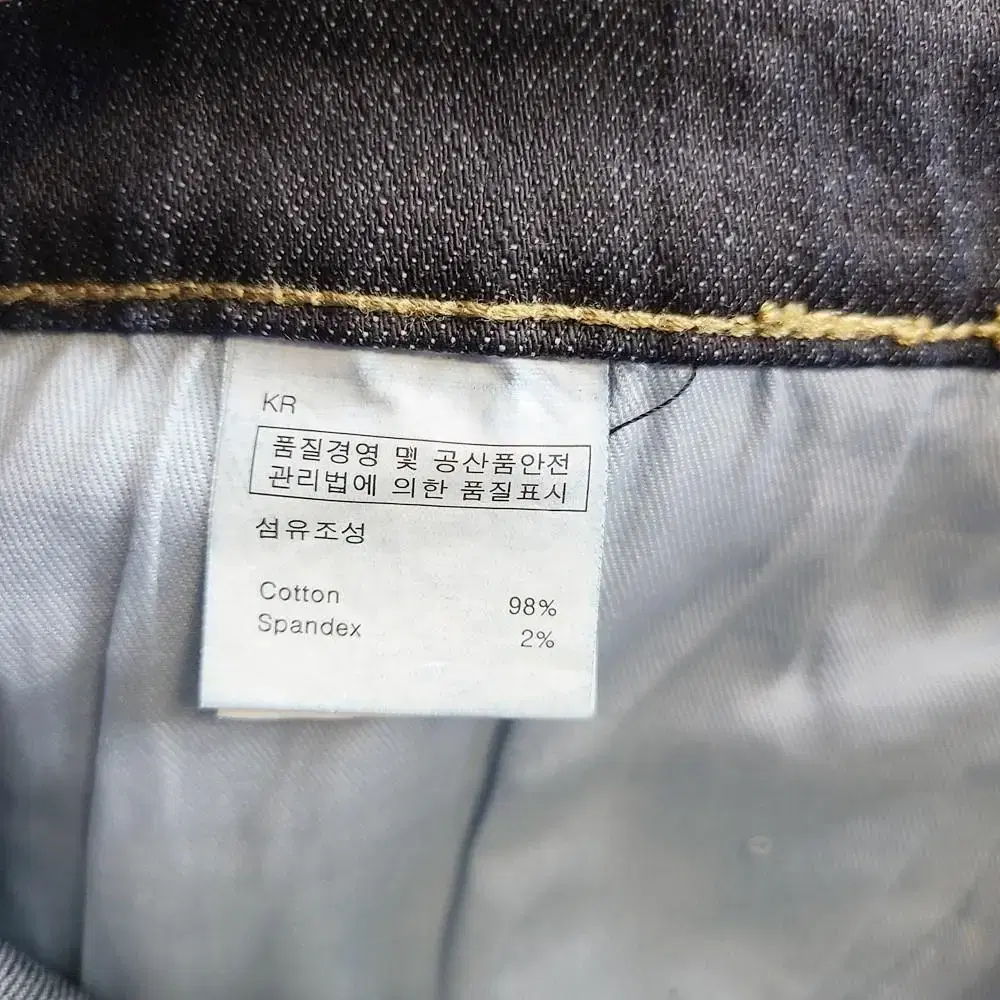 KR
품질경영 및 공산품안전
관리법에 의한 품질표시
섬유조성
Cotton 98%
Spandex 2%